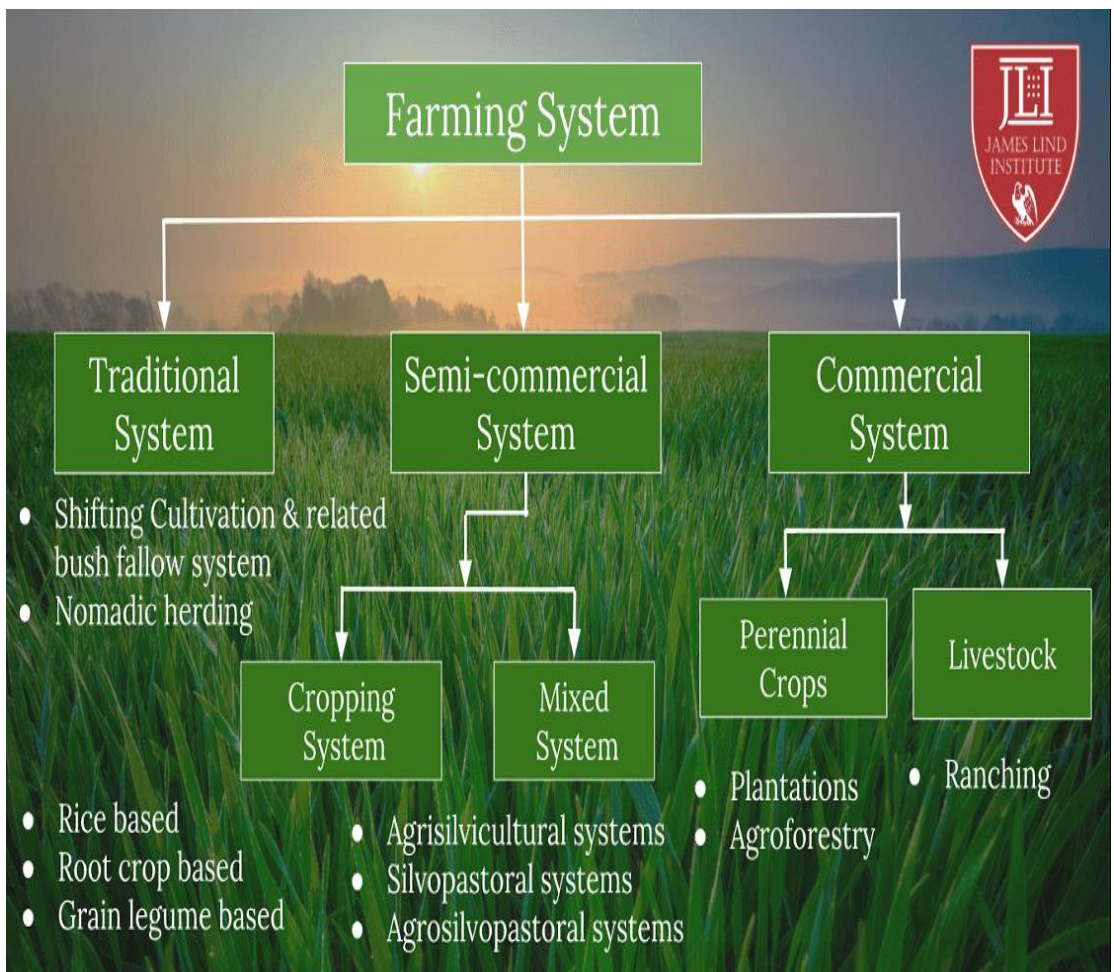 Farming System
JLI
JAMES LIND
INSTITUTE
Traditional
System
Semi-commercial
System
Commercial
System
• Shifting Cultivation & related
bush fallow system
• Nomadic herding
Cropping
System
Mixed
System
Perennial
Crops
Livestock
• Rice based
• Root crop based
• Grain legume based
• Agrisilvicultural systems
• Silvopastoral systems
• Agrosilvopastoral systems
• Plantations
• Agroforestry
• Ranching